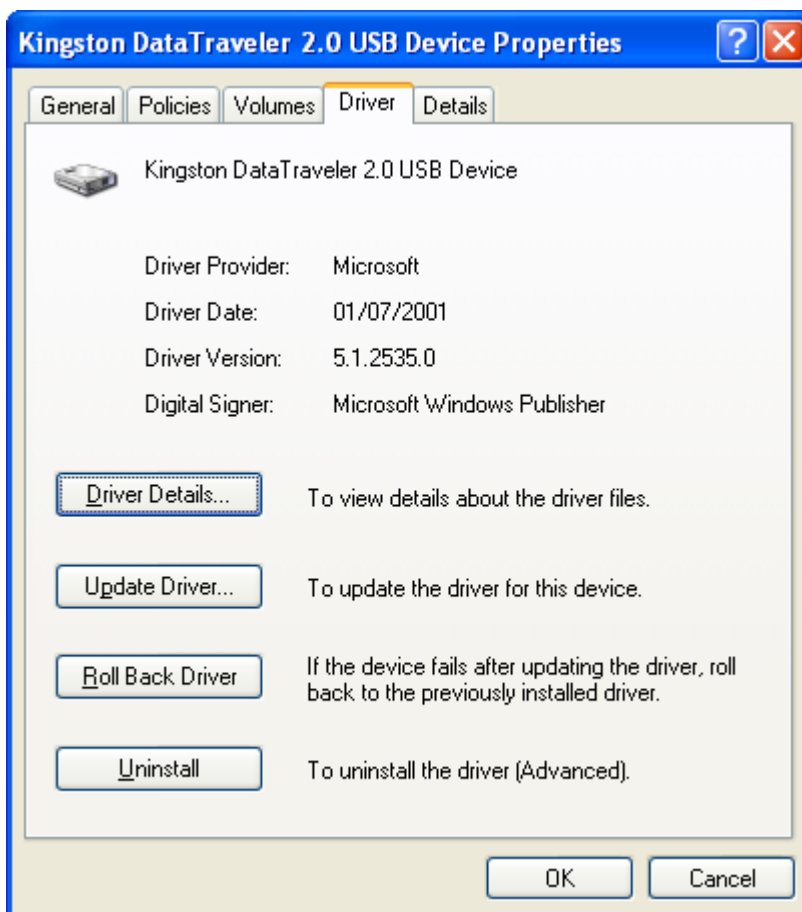 Kingston DataTraveler 2.0 USB Device Properties
General Policies Volumes Driver Details
Kingston DataTraveler 2.0 USB Device
Driver Provider: Microsoft
Driver Date: 01/07/2001
Driver Version: 5.1.2535.0
Digital Signer: Microsoft Windows Publisher
Driver Details... To view details about the driver files.
Update Driver... To update the driver for this device.
Roll Back Driver If the device fails after updating the driver, roll
back to the previously installed driver.
Uninstall To uninstall the driver (Advanced).
OK Cancel